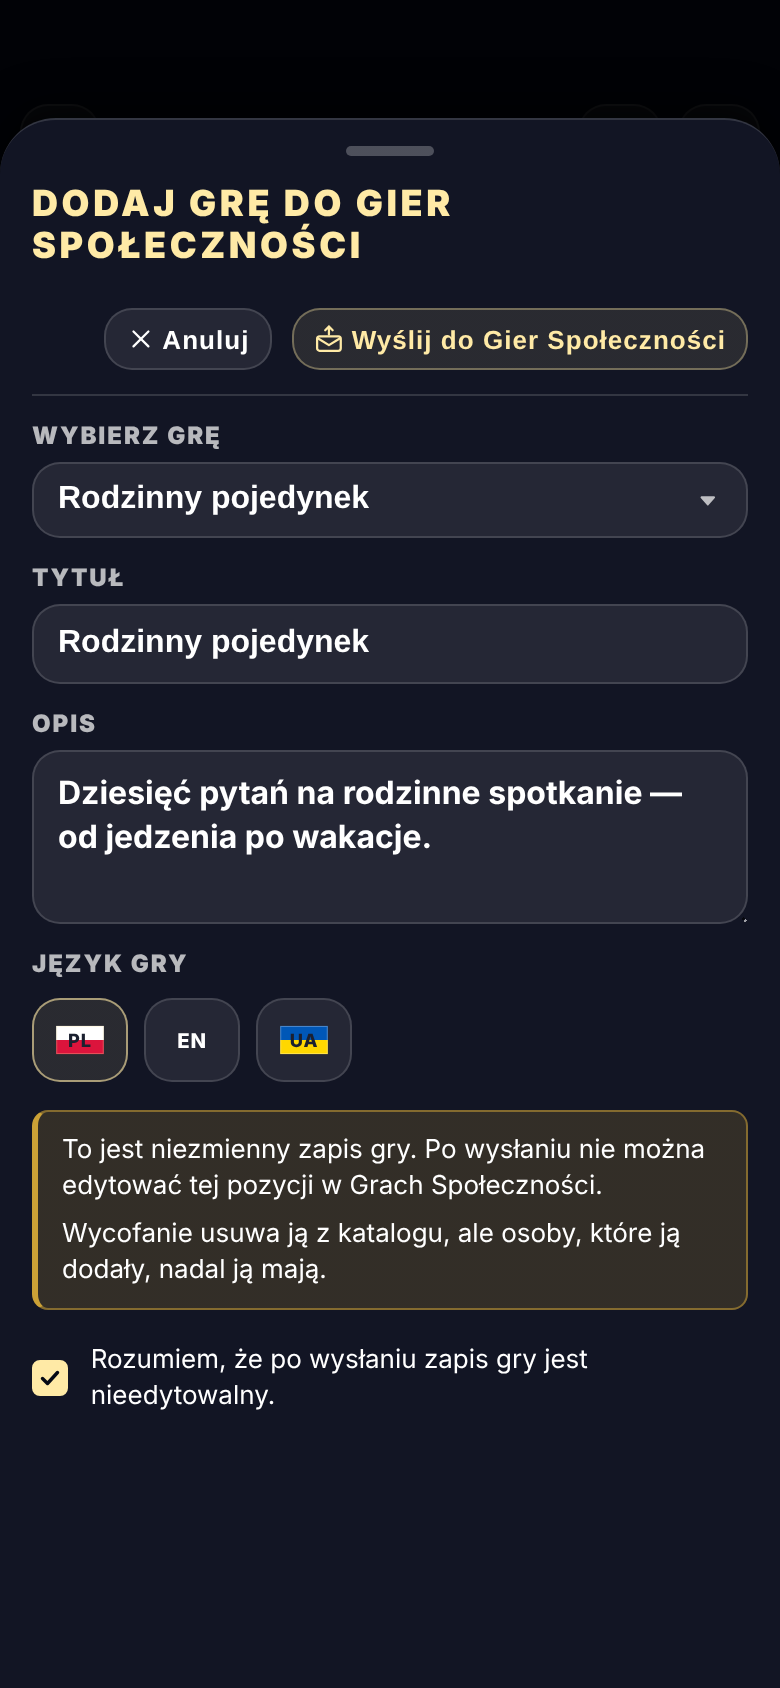 DODAJ GRĘ DO GIER
SPOŁECZNOŚCI
Anuluj
Wyślij do Gier Społeczności
WYBIERZ GRĘ
Rodzinny pojedynek
TYTUŁ
Rodzinny pojedynek
OPIS
Dziesięć pytań na rodzinne spotkanie —
od jedzenia po wakacje.
JĘZYK GRY
PL
EN
UA
To jest niezmienny zapis gry. Po wysłaniu nie można
edytować tej pozycji w Grach Społeczności.
Wycofanie usuwa ją z katalogu, ale osoby, które ją
dodały, nadal ją mają.
Rozumiem, że po wysłaniu zapis gry jest
nieedytowalny.